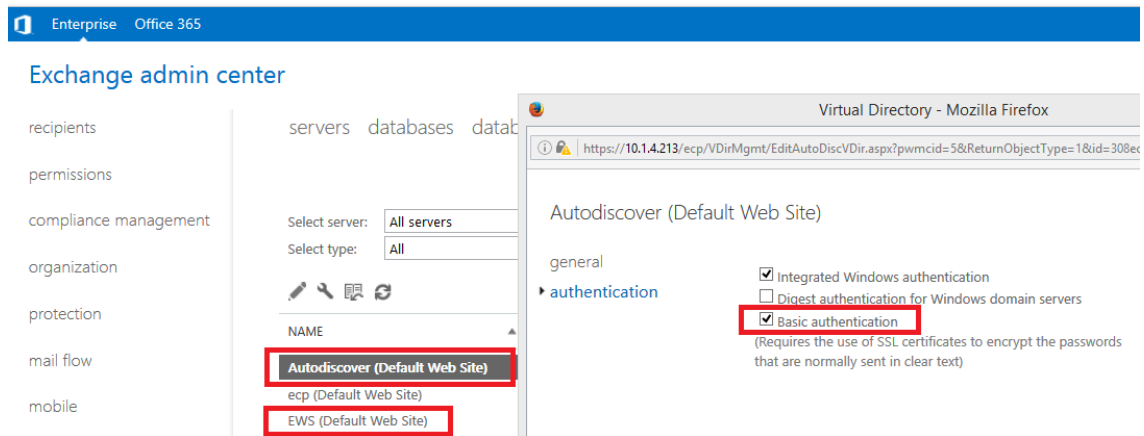 Enterprise Office 365
Exchange admin center
recipients
permissions
compliance management
organization
protection
mail flow
mobile
servers databases datab
Select server: All servers
Select type: All
NAME
Autodiscover (Default Web Site)
ecp (Default Web Site)
EWS (Default Web Site)
Virtual Directory - Mozilla Firefox
https://10.1.4.213/ecp/VDirMgmt/EditAutoDiscVDir.aspx?pwmcid=5&ReturnObjectType=1&id=308ec
Autodiscover (Default Web Site)
general
authentication
Integrated Windows authentication
Digest authentication for Windows domain servers
Basic authentication
(Requires the use of SSL certificates to encrypt the passwords
that are normally sent in clear text)